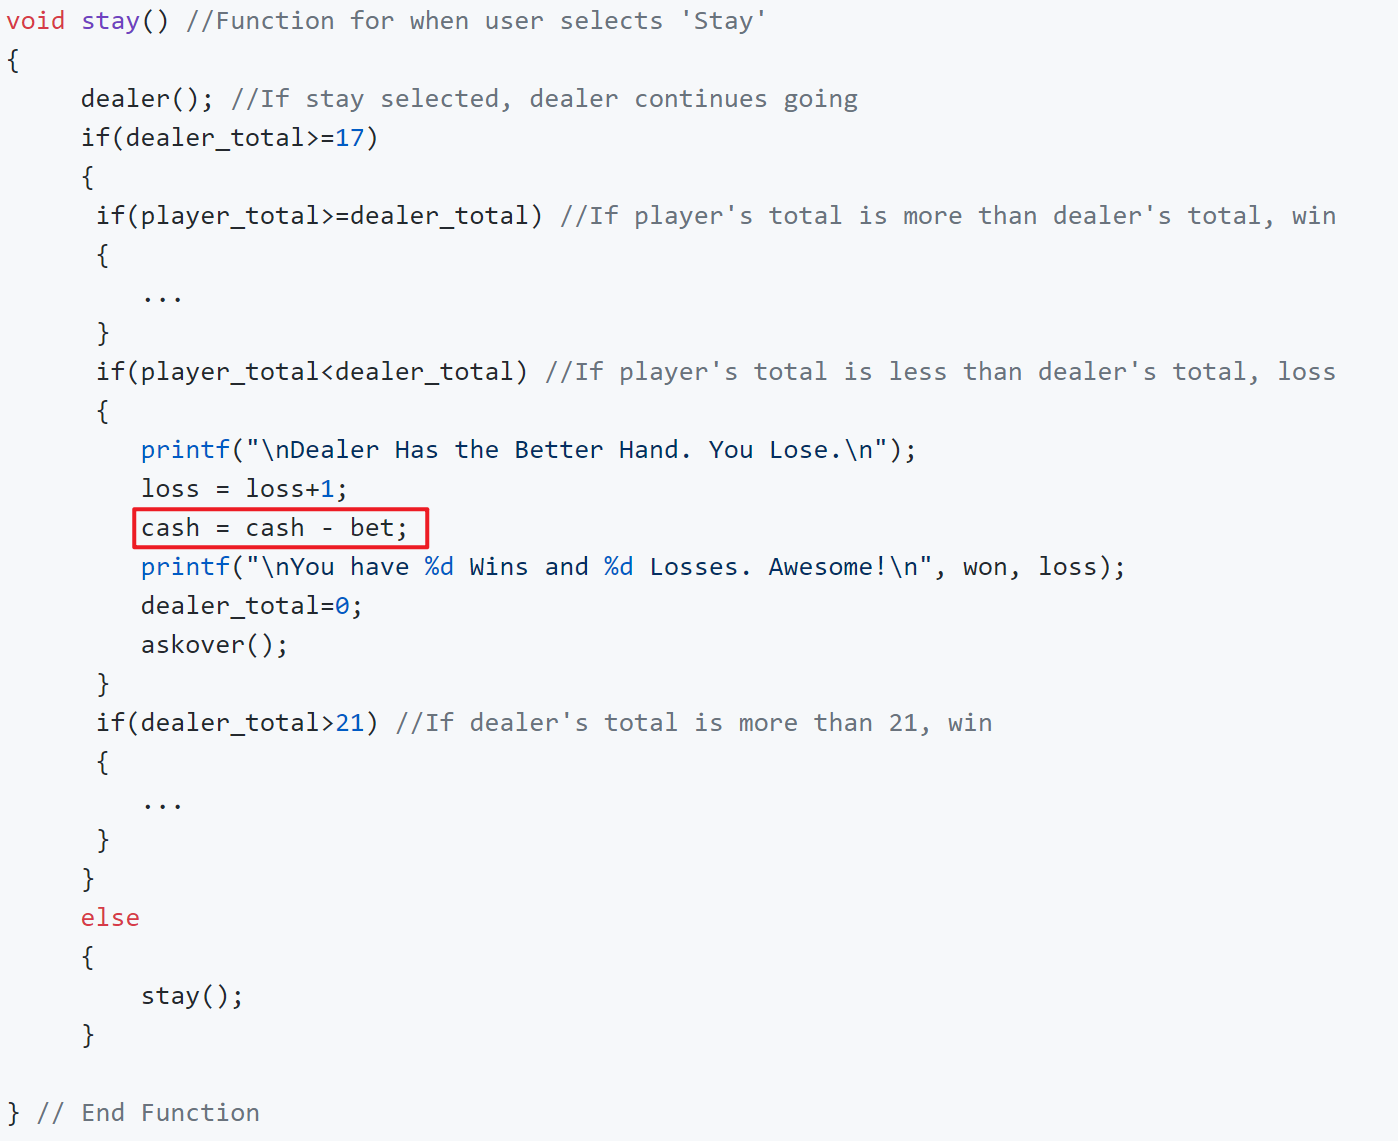 void stay() //Function for when user selects 'Stay'
{
     dealer(); //If stay selected, dealer continues going
     if(dealer_total>=17)
     {
      if(player_total>=dealer_total) //If player's total is more than dealer's total, win
      {
         ...
      }
      if(player_total<dealer_total) //If player's total is less than dealer's total, loss
      {
         printf("\nDealer Has the Better Hand. You Lose.\n");
         loss = loss+1;
         cash = cash - bet;
         printf("\nYou have %d Wins and %d Losses. Awesome!\n", won, loss);
         dealer_total=0;
         askover();
      }
      if(dealer_total>21) //If dealer's total is more than 21, win
      {
         ...
      }
     }
     else
     {
         stay();
     }

} // End Function